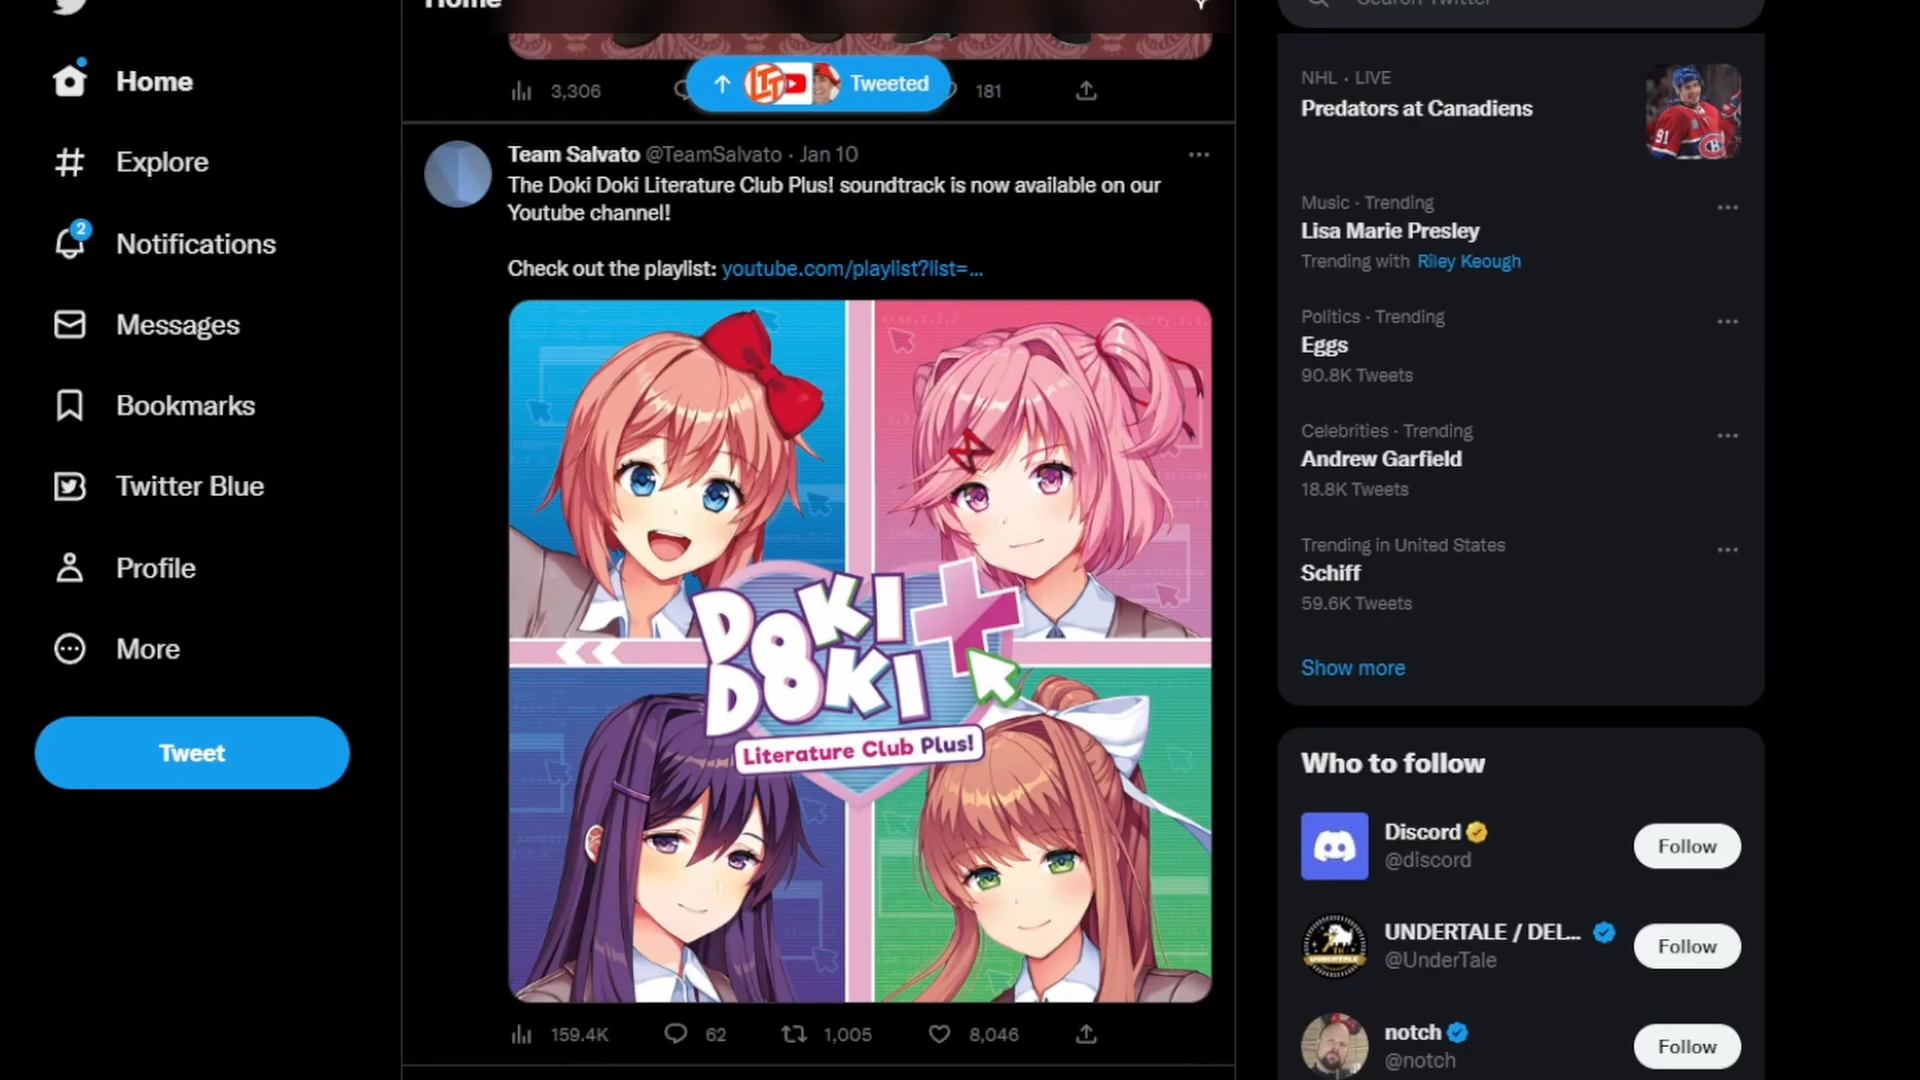 Home
Explore
2
Notifications
Messages
Bookmarks
Twitter Blue
Profile
More
Tweet
Home
3,306
Tweeted
181
Team Salvato @TeamSalvato · Jan 10
The Doki Doki Literature Club Plus! soundtrack is now available on our
Youtube channel!
Check out the playlist: youtube.com/playlist?list=...
DOKI
DOKI
Literature Club Plus!
159.4K
62
1,005
8,046
Search Twitter
NHL · LIVE
Predators at Canadiens
91
Music · Trending
Lisa Marie Presley
Trending with Riley Keough
Politics · Trending
Eggs
90.8K Tweets
Celebrities · Trending
Andrew Garfield
18.8K Tweets
Trending in United States
Schiff
59.6K Tweets
Show more
Who to follow
Discord
@discord
Follow
UNDERTALE / DEL...
@UnderTale
Follow
notch
@notch
Follow